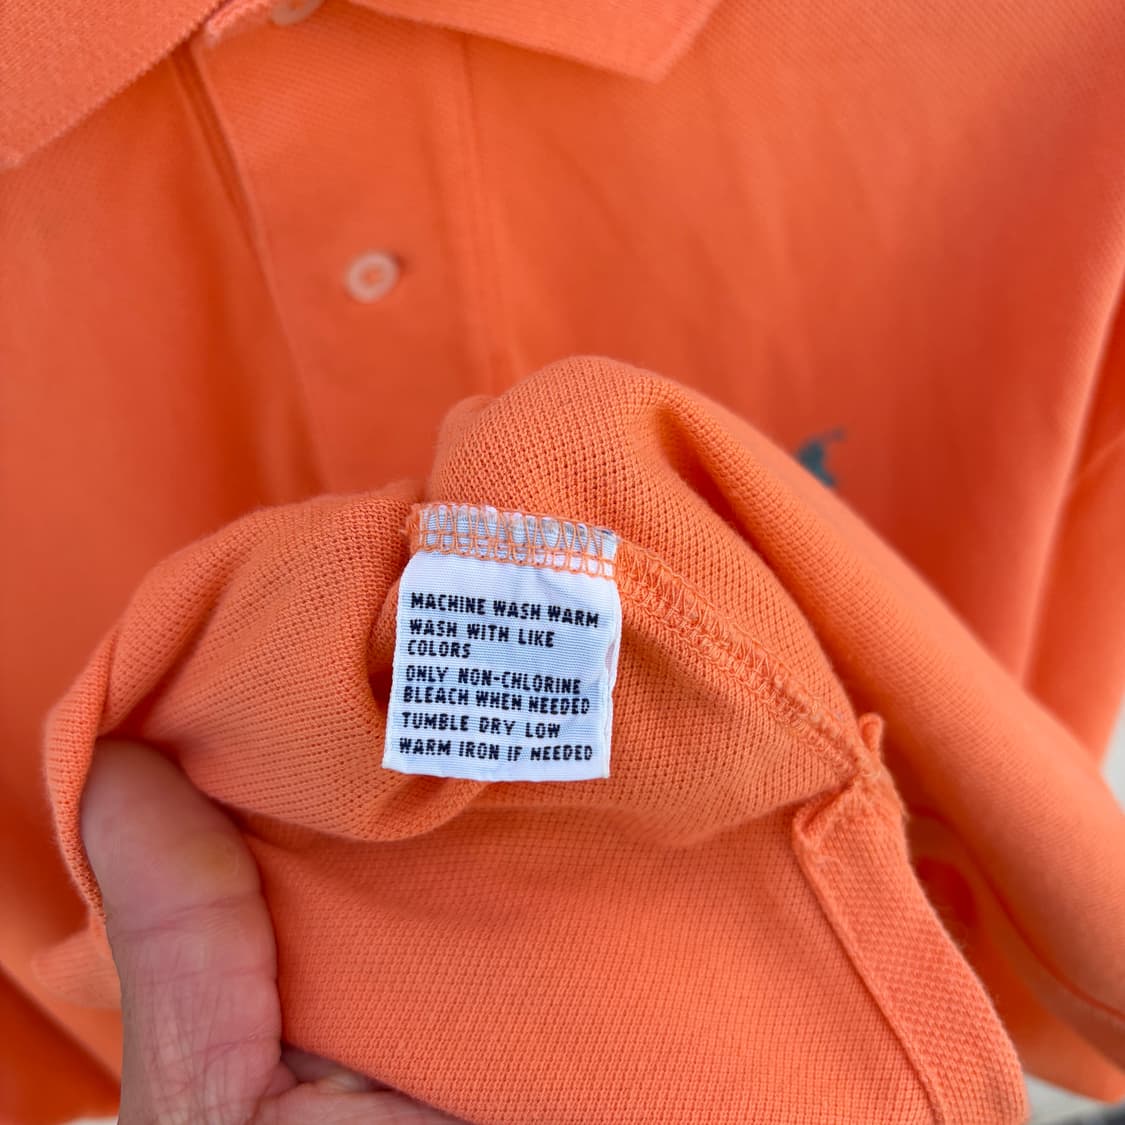 MACHINE WASH WARM
WASH WITH LIKE
COLORS
ONLY NON-CHLORINE
BLEACH WHEN NEEDED
TUMBLE DRY LOW
WARM IRON IF NEEDED